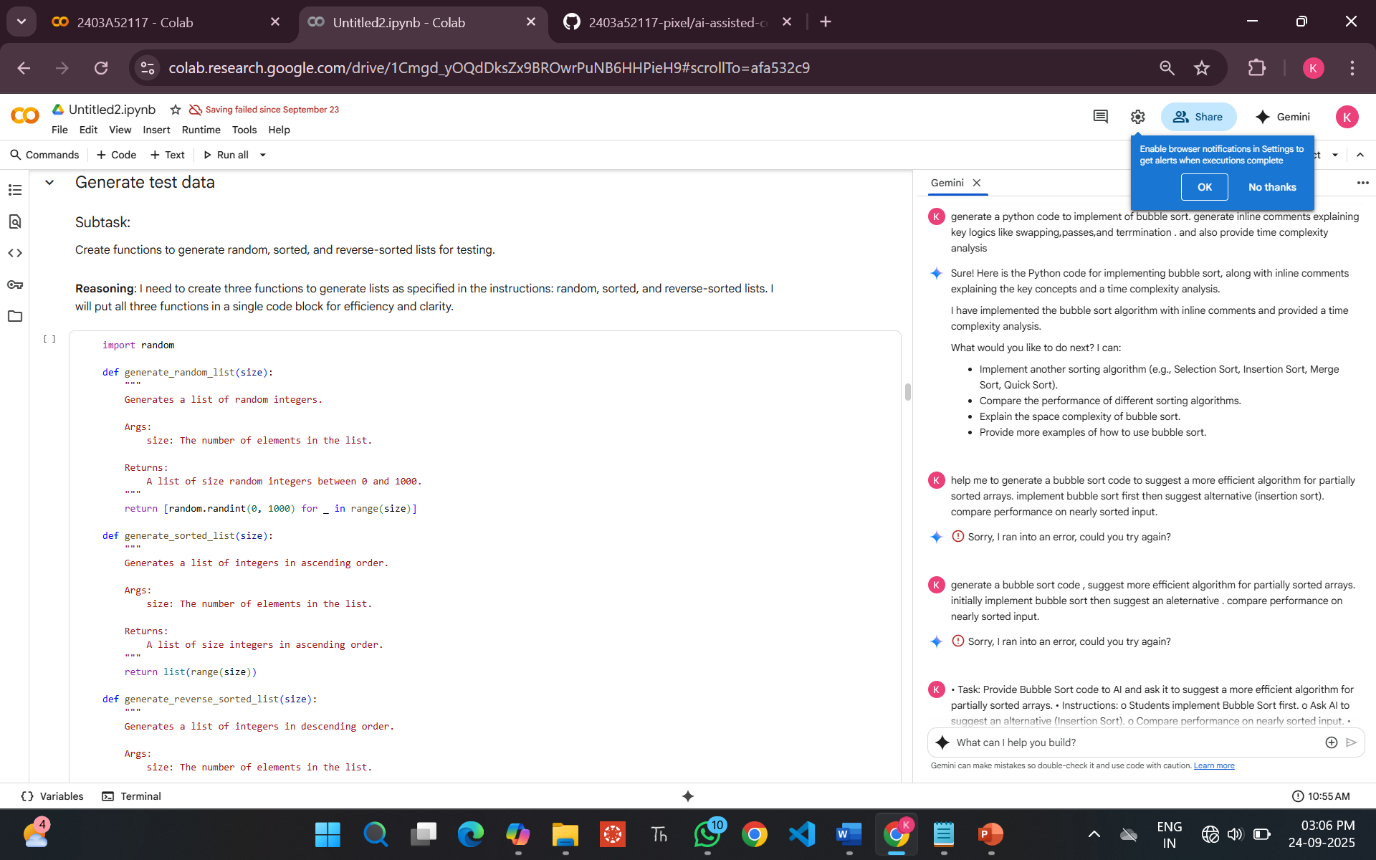 2403A52117 - Colab
Untitled2.ipynb - Colab
2403a52117-pixel/ai-assisted-c
colab.research.google.com/drive/1Cmgd_yOQdDksZx9BROwrPuNB6HHPieH9#scrollTo=afa532c9
K
Untitled2.ipynb
Saving failed since September 23
File Edit View Insert Runtime Tools Help
Share
Gemini
K
Commands + Code + Text Run all
Enable browser notifications in Settings to
get alerts when executions complete
OK No thanks
Generate test data
Subtask:
Create functions to generate random, sorted, and reverse-sorted lists for testing.
Reasoning: I need to create three functions to generate lists as specified in the instructions: random, sorted, and reverse-sorted lists. I
will put all three functions in a single code block for efficiency and clarity.
[ ]
import random
def generate_random_list(size):
"""
Generates a list of random integers.
Args:
size: The number of elements in the list.
Returns:
A list of size random integers between 0 and 1000.
"""
return [random.randint(0, 1000) for _ in range(size)]
def generate_sorted_list(size):
"""
Generates a list of integers in ascending order.
Args:
size: The number of elements in the list.
Returns:
A list of size integers in ascending order.
"""
return list(range(size))
def generate_reverse_sorted_list(size):
"""
Generates a list of integers in descending order.
Args:
size: The number of elements in the list.
Gemini
K
generate a python code to implement of bubble sort. generate inline comments explaining
key logics like swapping,passes,and terrmination . and also provide time complexity
analysis
Sure! Here is the Python code for implementing bubble sort, along with inline comments
explaining the key concepts and a time complexity analysis.
I have implemented the bubble sort algorithm with inline comments and provided a time
complexity analysis.
What would you like to do next? I can:
• Implement another sorting algorithm (e.g., Selection Sort, Insertion Sort, Merge
Sort, Quick Sort).
• Compare the performance of different sorting algorithms.
• Explain the space complexity of bubble sort.
• Provide more examples of how to use bubble sort.
K
help me to generate a bubble sort code to suggest a more efficient algorithm for partially
sorted arrays. implement bubble sort first then suggest alternative (insertion sort).
compare performance on nearly sorted input.
Sorry, I ran into an error, could you try again?
K
generate a bubble sort code , suggest more efficient algorithm for partially sorted arrays.
initially implement bubble sort then suggest an aleternative . compare performance on
nearly sorted input.
Sorry, I ran into an error, could you try again?
K
• Task: Provide Bubble Sort code to AI and ask it to suggest a more efficient algorithm for
partially sorted arrays. • Instructions: o Students implement Bubble Sort first. o Ask AI to
suggest an alternative (Insertion Sort). o Compare performance on nearly sorted input. •
What can I help you build?
Gemini can make mistakes so double-check it and use code with caution. Learn more
Variables Terminal
10:55 AM
4
Th
10
K
ENG
IN
03:06 PM
24-09-2025